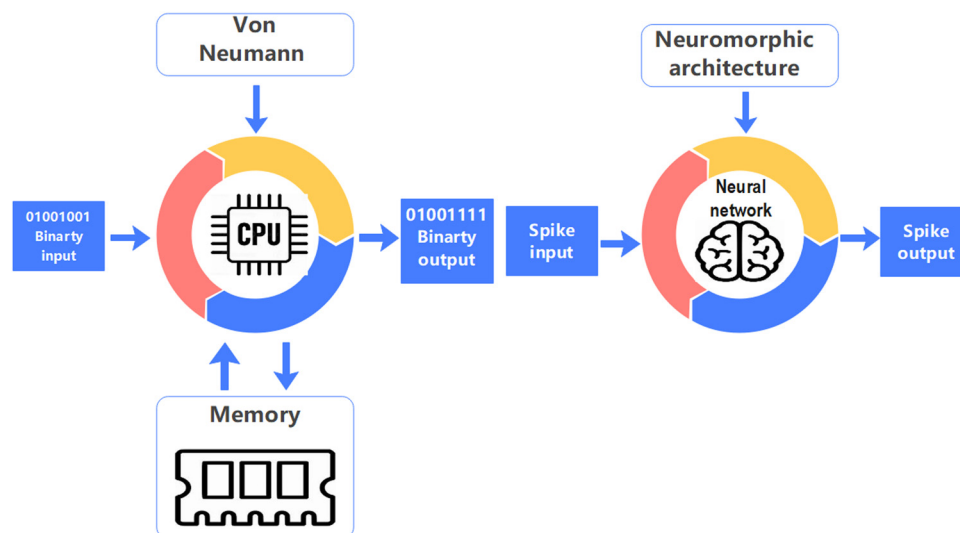 Von
Neumann
Neuromorphic
architecture
01001001
Binarty
input
CPU
01001111
Binarty
output
Spike
input
Neural
network
Spike
output
Memory